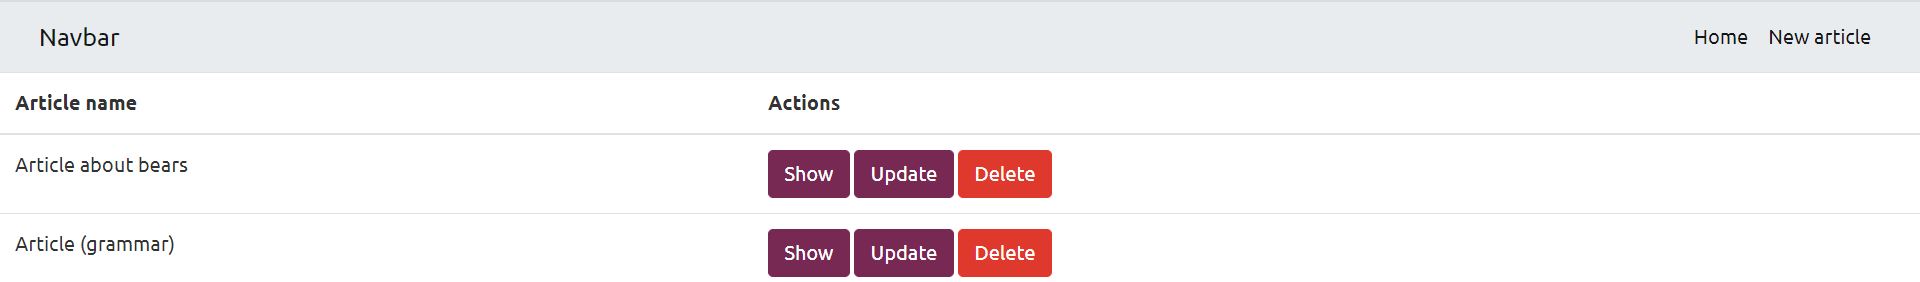 Navbar Home New article
Article name Actions
Article about bears Show Update Delete
Article (grammar) Show Update Delete